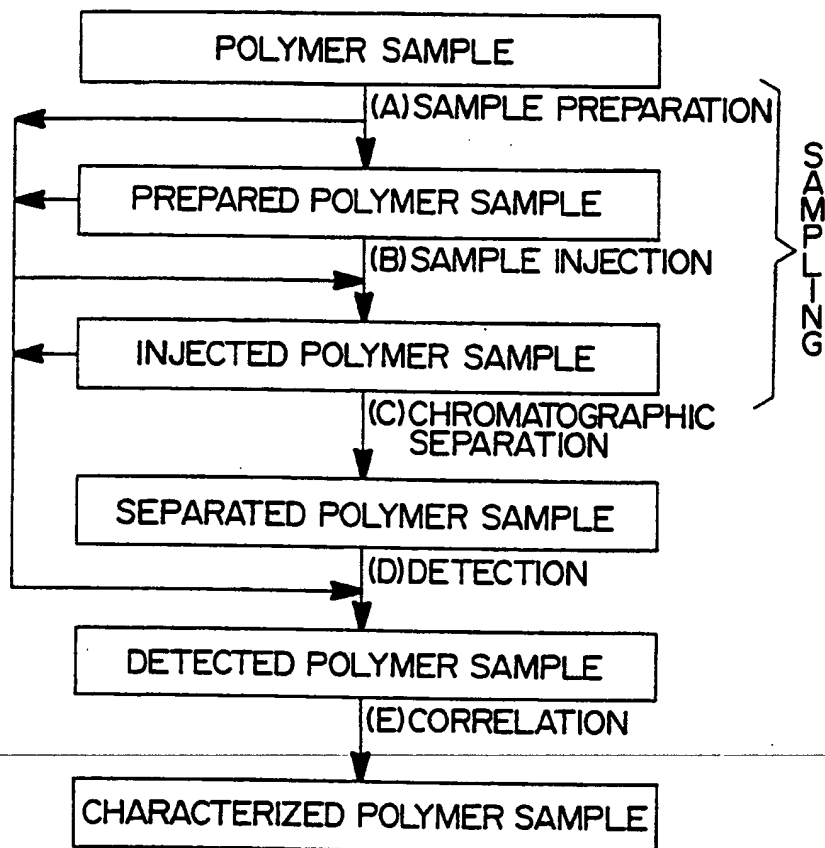 POLYMER SAMPLE
(A) SAMPLE PREPARATION
PREPARED POLYMER SAMPLE
(B) SAMPLE INJECTION
INJECTED POLYMER SAMPLE
SAMPLING
(C) CHROMATOGRAPHIC
SEPARATION
SEPARATED POLYMER SAMPLE
(D) DETECTION
DETECTED POLYMER SAMPLE
(E) CORRELATION
CHARACTERIZED POLYMER SAMPLE